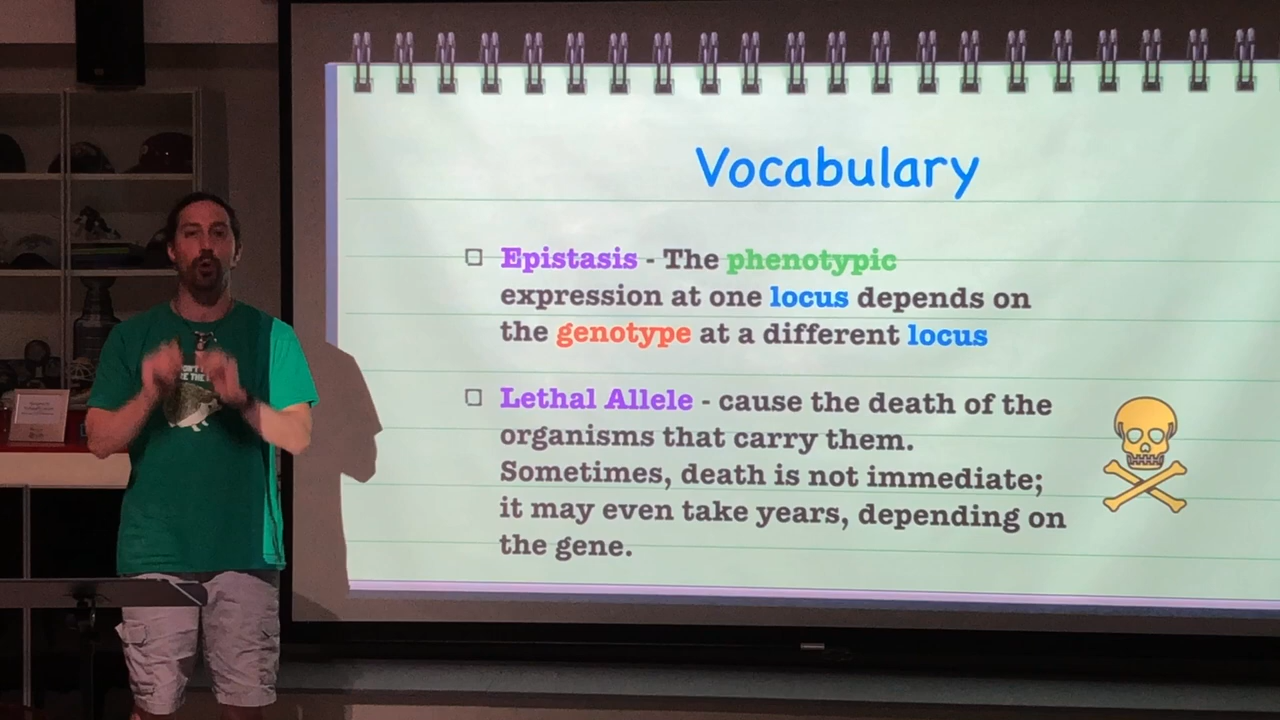 Vocabulary
Epistasis - The phenotypic
expression at one locus depends on
the genotype at a different locus
Lethal Allele - cause the death of the
organisms that carry them.
Sometimes, death is not immediate;
it may even take years, depending on
the gene.